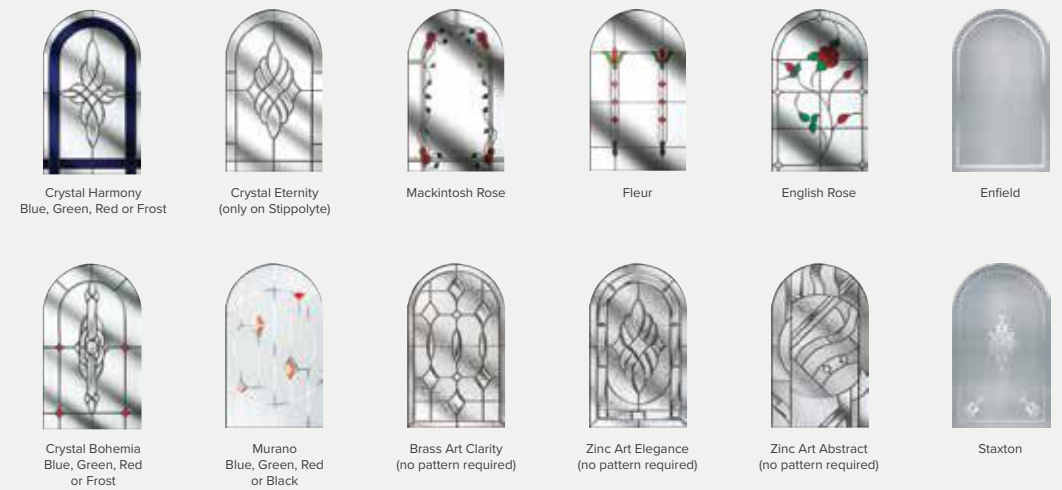 Crystal Harmony
Blue, Green, Red or Frost
Crystal Eternity
(only on Stippolyte)
Mackintosh Rose
Fleur
English Rose
Enfield
Crystal Bohemia
Blue, Green, Red
or Frost
Murano
Blue, Green, Red
or Black
Brass Art Clarity
(no pattern required)
Zinc Art Elegance
(no pattern required)
Zinc Art Abstract
(no pattern required)
Staxton